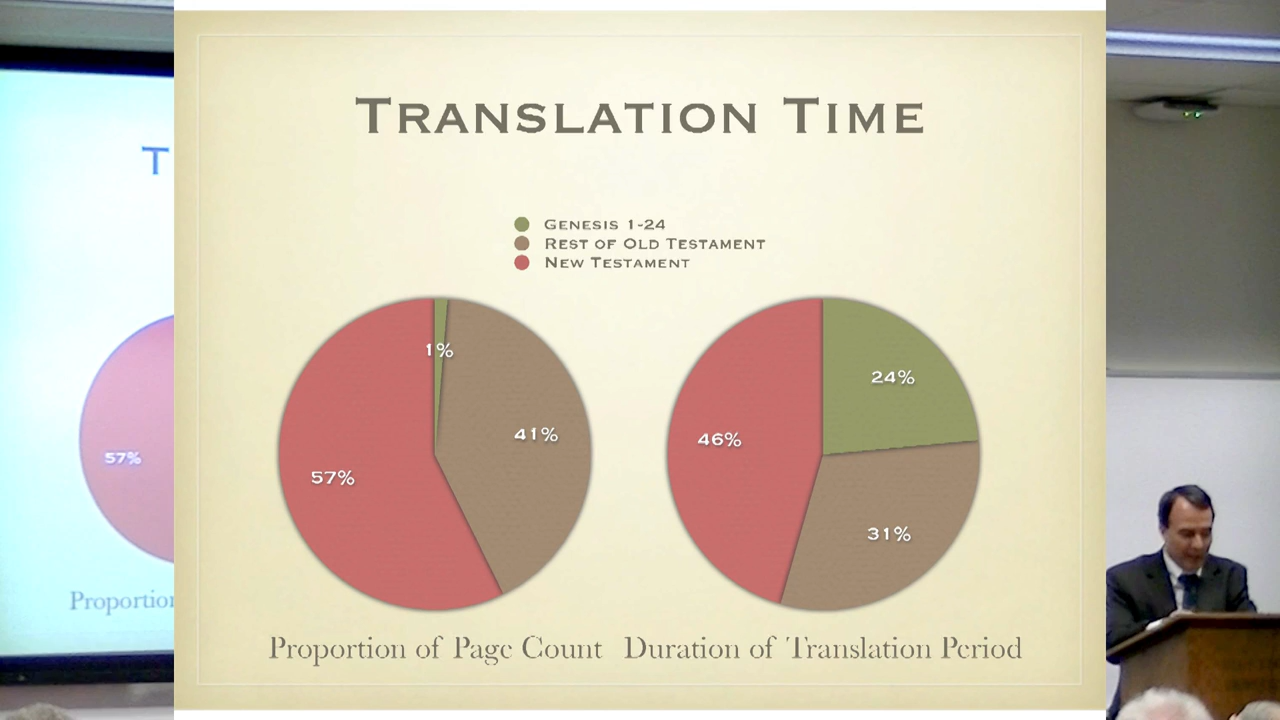 TRANSLATION TIME
GENESIS 1-24
REST OF OLD TESTAMENT
NEW TESTAMENT
1%
41%
57%
24%
31%
46%
Proportion of Page Count
Duration of Translation Period
T
57%
Proportion